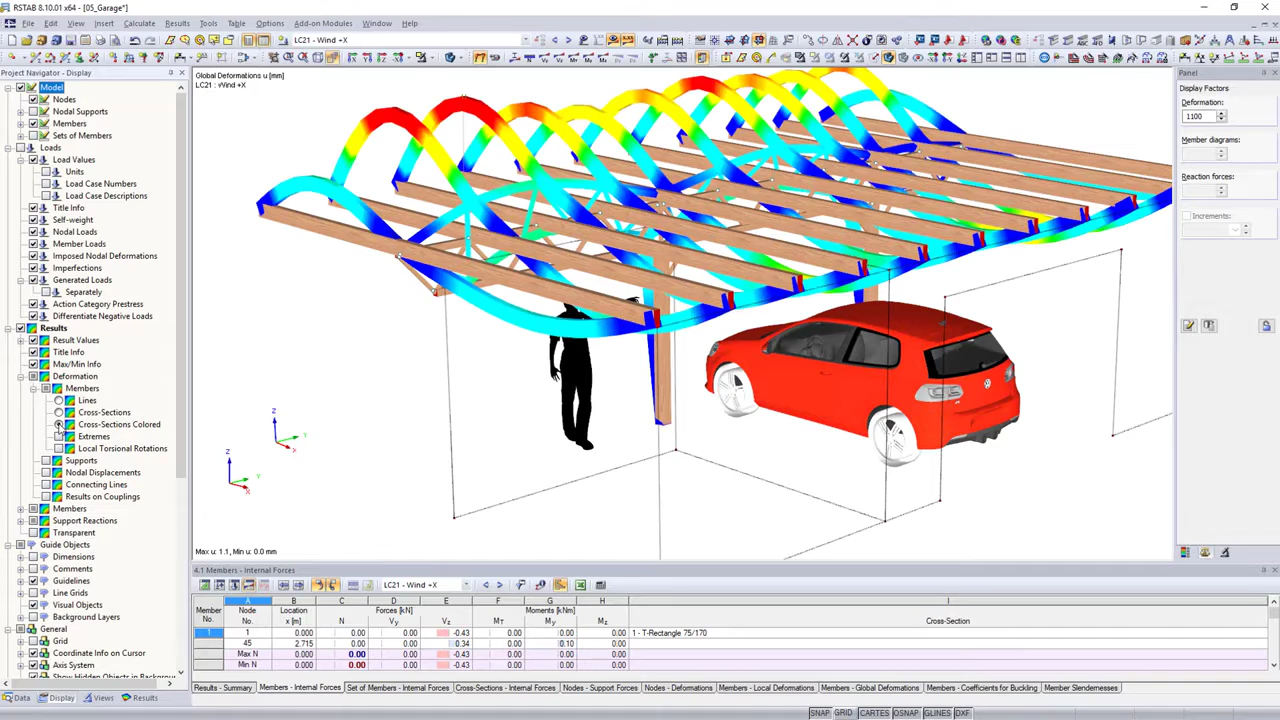 RSTAB 8.10.01 x64 - [05_Garage*]
File Edit View Insert Calculate Results Tools Table Options Add-on Modules Window Help
LC21 - Wind +X
Project Navigator - Display
Model
Nodes
Nodal Supports
Members
Sets of Members
Loads
Load Values
Units
Load Case Numbers
Load Case Descriptions
Title Info
Self-weight
Nodal Loads
Member Loads
Imposed Nodal Deformations
Imperfections
Generated Loads
Separately
Action Category Prestress
Differentiate Negative Loads
Results
Result Values
Title Info
Max/Min Info
Deformation
Members
Lines
Cross-Sections
Cross-Sections Colored
Extremes
Local Torsional Rotations
Supports
Nodal Displacements
Connecting Lines
Results on Couplings
Members
Support Reactions
Transparent
Guide Objects
Dimensions
Comments
Guidelines
Line Grids
Visual Objects
Background Layers
General
Grid
Coordinate Info on Cursor
Axis System
Show Hidden Objects in Backgrou
Data Display Views Results
Global Deformations u [mm]
LC21 : Wind +X
Z
Y
X
Z
Y
X
Max u: 1.1, Min u: 0.0 mm
Panel
Display Factors
Deformation:
1100
Member diagrams:
Reaction forces:
Increments:
4.1 Members - Internal Forces
LC21 - Wind +X
A B C D E F G H I
Member No. Node No. Location x [m] Forces [kN] N Vy Vz Moments [kNm] MT My Mz Cross-Section
1 1 0.000 0.00 0.00 -0.43 0.00 0.00 0.00 1 - T-Rectangle 75/170
45 2.715 0.00 0.00 0.34 0.00 0.10 0.00
Max N 0.000 0.00 0.00 -0.43 0.00 0.00 0.00
Min N 0.000 0.00 0.00 -0.43 0.00 0.00 0.00
Results - Summary Members - Internal Forces Set of Members - Internal Forces Cross-Sections - Internal Forces Nodes - Support Forces Nodes - Deformations Members - Local Deformations Members - Global Deformations Members - Coefficients for Buckling Member Slendernesses
SNAP GRID CARTES OSNAP GLINES DXF